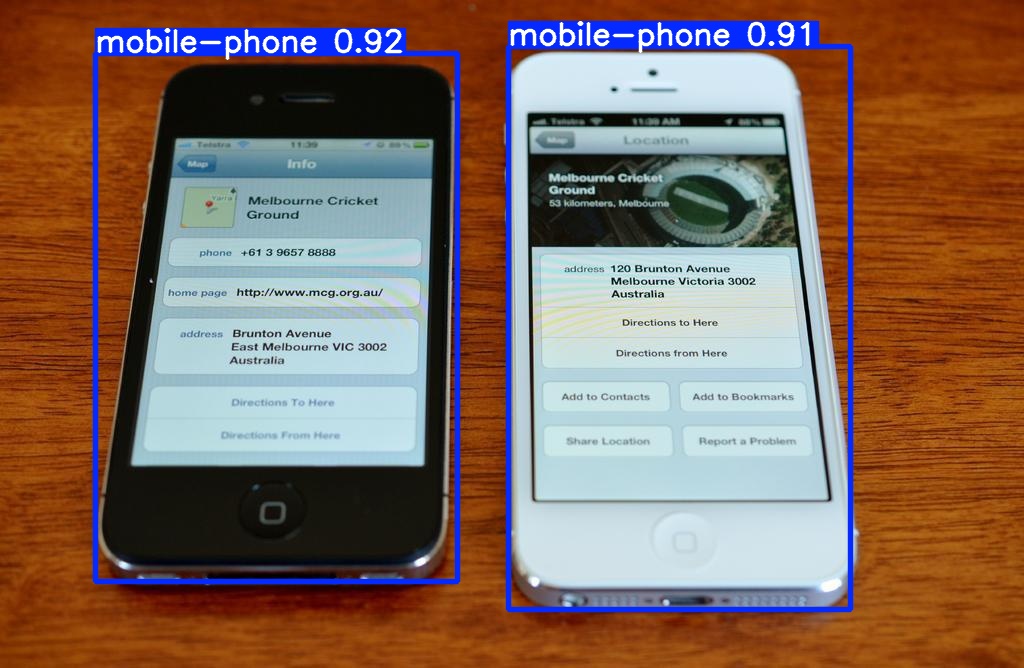 mobile-phone 0.92
Telstra 11:39 89%
Map Info
Yarra
Melbourne Cricket
Ground
phone +61 3 9657 8888
home page http://www.mcg.org.au/
address Brunton Avenue
East Melbourne VIC 3002
Australia
Directions To Here
Directions From Here
mobile-phone 0.91
Telstra 11:39 AM 88%
Map Location
Melbourne Cricket
Ground
53 kilometers, Melbourne
address 120 Brunton Avenue
Melbourne Victoria 3002
Australia
Directions to Here
Directions from Here
Add to Contacts Add to Bookmarks
Share Location Report a Problem